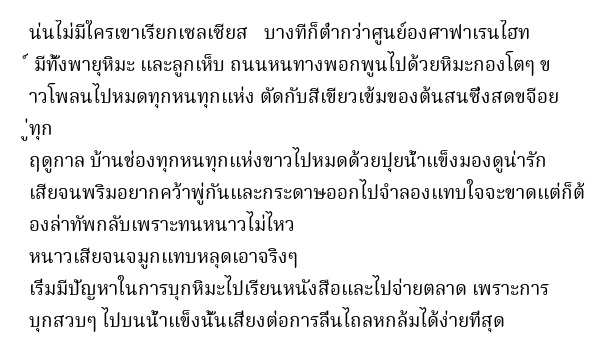 น่นไม่มีใครเขาเรียกเซลเซียส   บางทีก็ต่ำกว่าศูนย์องศาฟาเรนไฮท
์ มีทั้งพายุหิมะ และลูกเห็บ ถนนหนทางพอกพูนไปด้วยหิมะกองโตๆ ข
าวโพลนไปหมดทุกหนทุกแห่ง ตัดกับสีเขียวเข้มของต้นสนซึ่งสดขจีอย
ู่ทุก
ฤดูกาล บ้านช่องทุกหนทุกแห่งขาวไปหมดด้วยปุยน้ำแข็งมองดูน่ารัก
เสียจนพริมอยากคว้าพู่กันและกระดาษออกไปจำลองแทบใจจะขาดแต่ก็ต้
องล่าทัพกลับเพราะทนหนาวไม่ไหว
หนาวเสียจนจมูกแทบหลุดเอาจริงๆ
เริ่มมีปัญหาในการบุกหิมะไปเรียนหนังสือและไปจ่ายตลาด เพราะการ
บุกสวบๆ ไปบนน้ำแข็งนั้นเสี่ยงต่อการลื่นไถลหกล้มได้ง่ายที่สุด